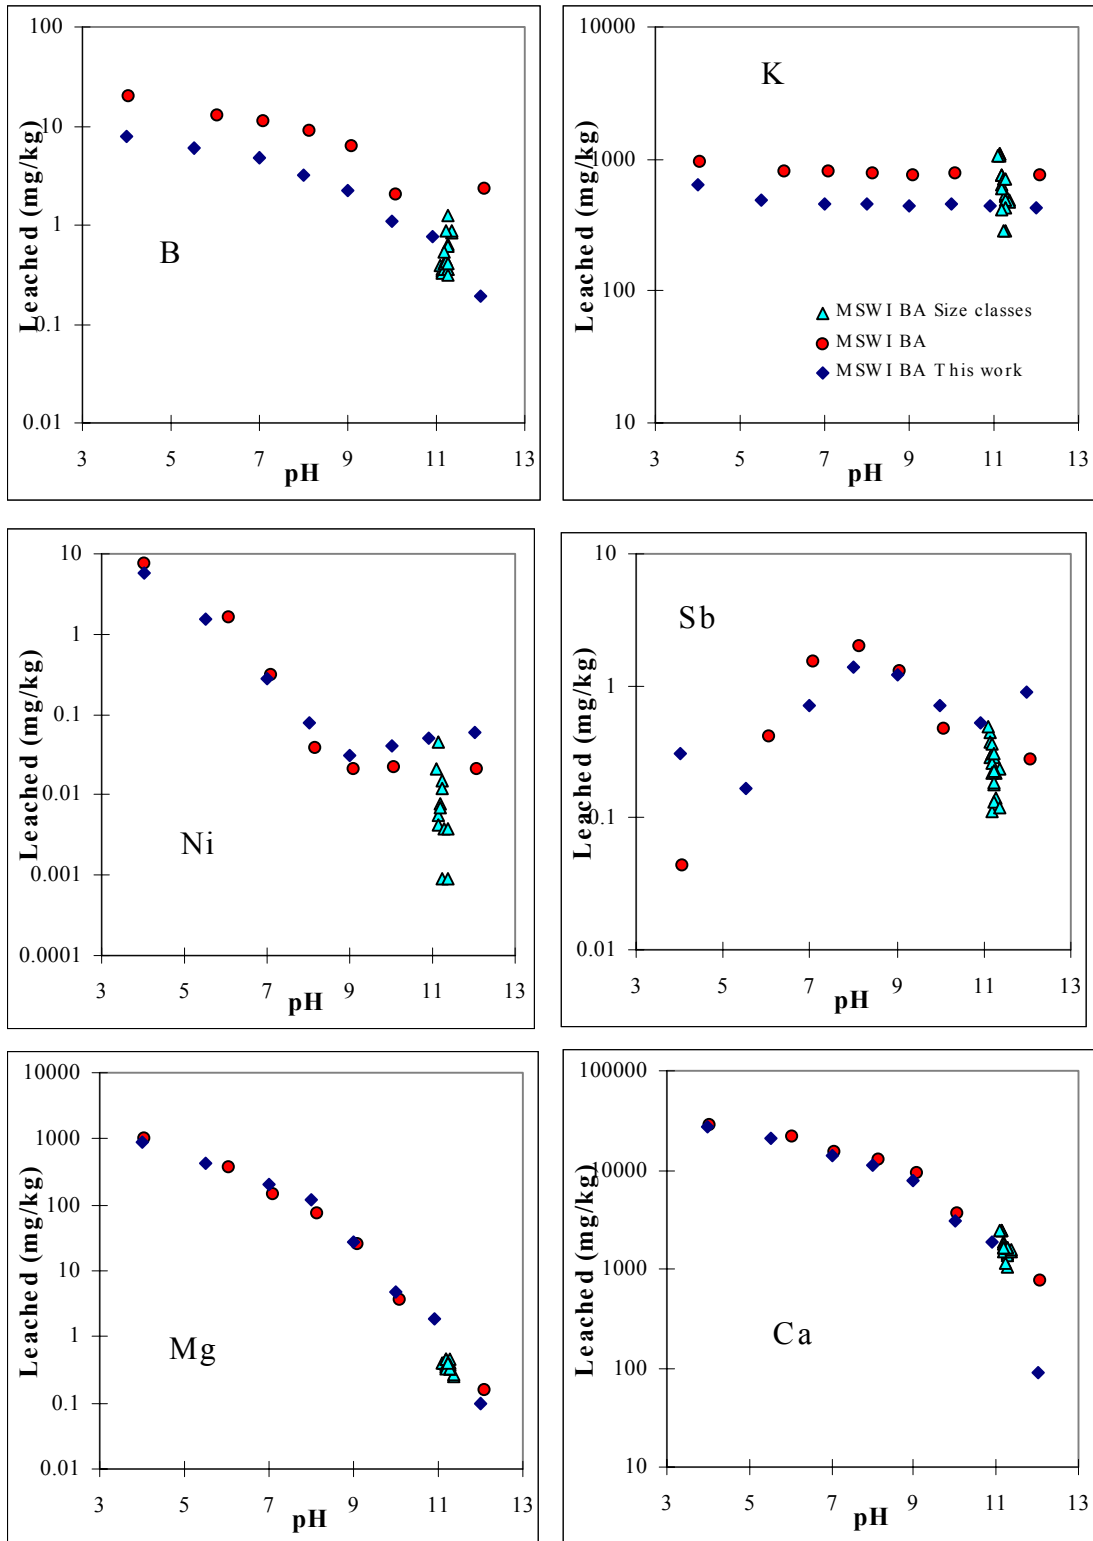 100
10
1
0.1
0.01
Leached (mg/kg)
B
3 5 7 9 11 13
pH
10000
1000
100
10
Leached (mg/kg)
K
MSWI BA Size classes
MSWI BA
MSWI BA This work
3 5 7 9 11 13
pH
10
1
0.1
0.01
0.001
0.0001
Leached (mg/kg)
Ni
3 5 7 9 11 13
pH
10
1
0.1
0.01
Leached (mg/kg)
Sb
3 5 7 9 11 13
pH
10000
1000
100
10
1
0.1
0.01
Leached (mg/kg)
Mg
3 5 7 9 11 13
pH
100000
10000
1000
100
10
Leached (mg/kg)
Ca
3 5 7 9 11 13
pH